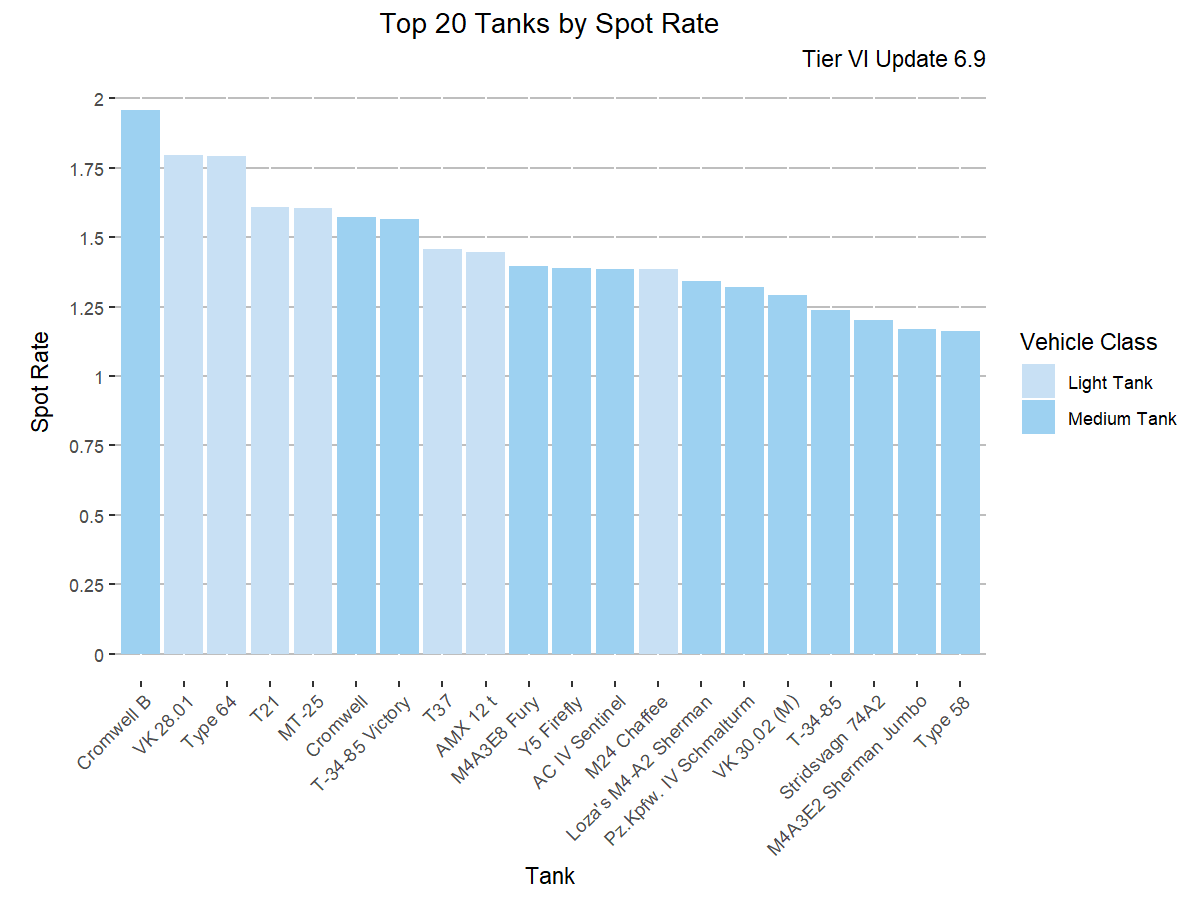 Top 20 Tanks by Spot Rate
Tier VI Update 6.9
2
1.75
1.5
1.25
1
0.75
0.5
0.25
0
Spot Rate
Cromwell B
VK 28.01
Type 64
T21
MT-25
Cromwell
T-34-85 Victory
T37
AMX 12 t
M4A3E8 Fury
Y5 Firefly
AC IV Sentinel
M24 Chaffee
Loza's M4-A2 Sherman
Pz.Kpfw. IV Schmalturm
VK 30.02 (M)
T-34-85
Stridsvagn 74A2
M4A3E2 Sherman Jumbo
Type 58
Tank
Vehicle Class
Light Tank
Medium Tank